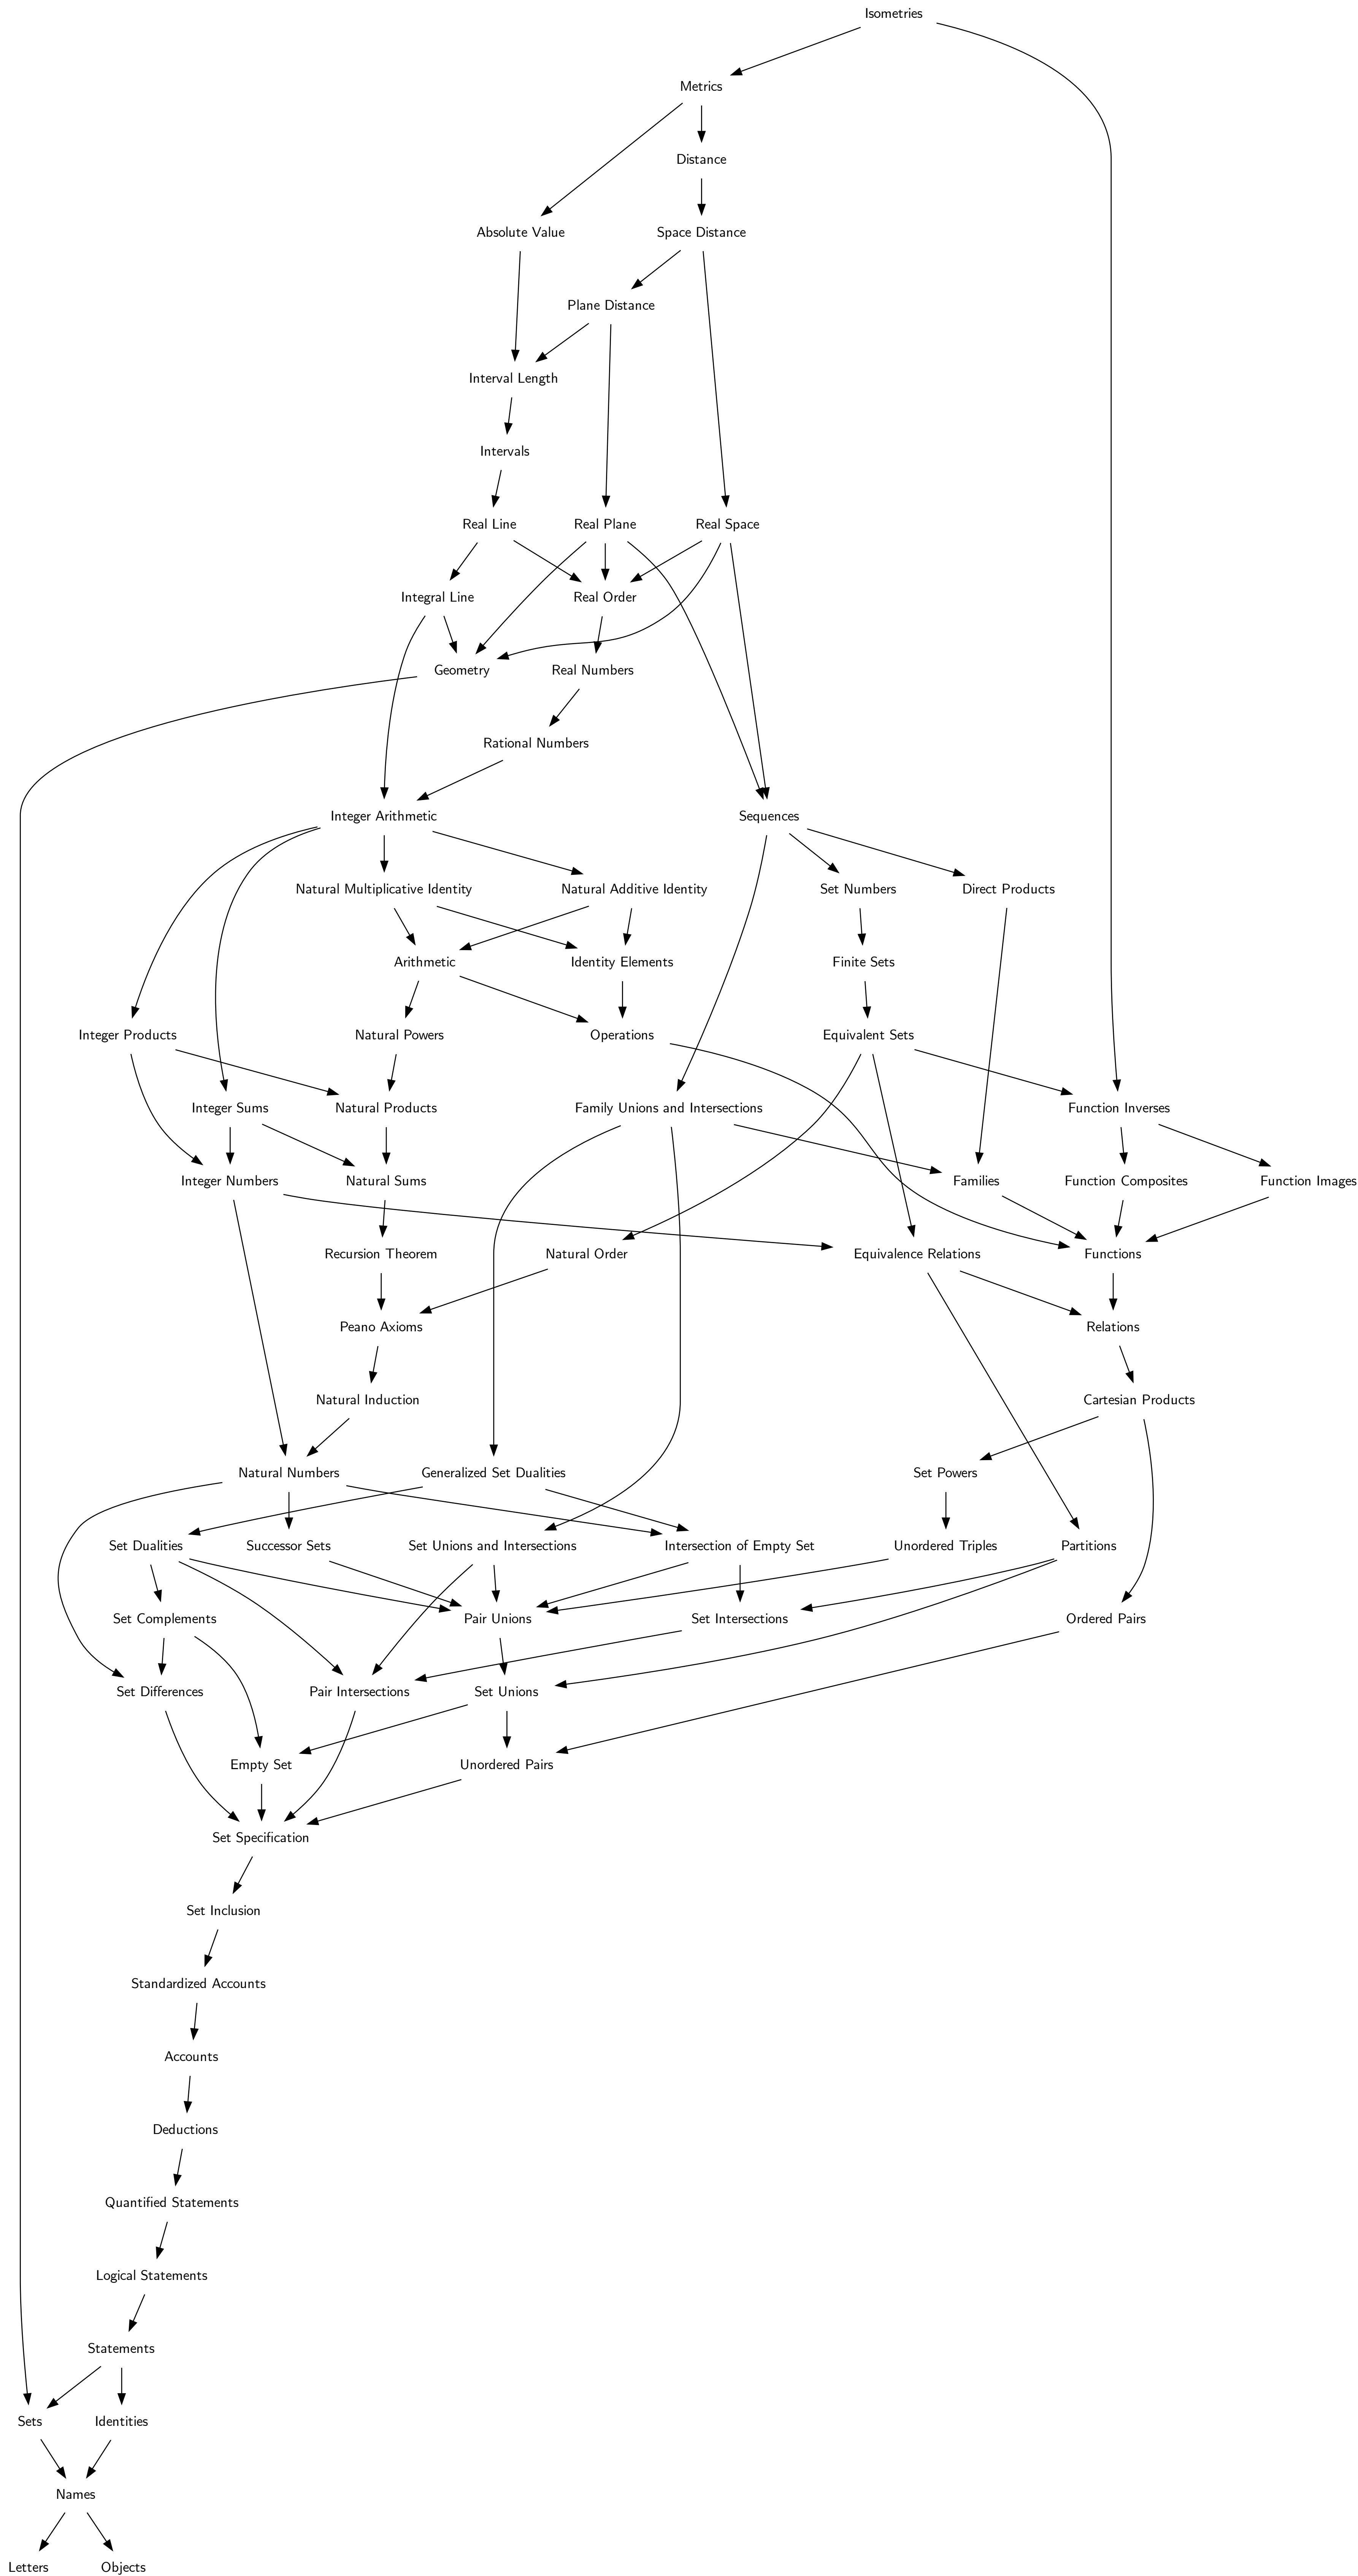 Isometries
Metrics
Distance
Absolute Value
Space Distance
Plane Distance
Interval Length
Intervals
Real Line
Real Plane
Real Space
Integral Line
Real Order
Geometry
Real Numbers
Rational Numbers
Integer Arithmetic
Sequences
Natural Multiplicative Identity
Natural Additive Identity
Set Numbers
Direct Products
Arithmetic
Identity Elements
Finite Sets
Integer Products
Natural Powers
Operations
Equivalent Sets
Integer Sums
Natural Products
Family Unions and Intersections
Function Inverses
Integer Numbers
Natural Sums
Families
Function Composites
Function Images
Recursion Theorem
Natural Order
Equivalence Relations
Functions
Peano Axioms
Relations
Natural Induction
Cartesian Products
Natural Numbers
Generalized Set Dualities
Set Powers
Set Dualities
Successor Sets
Set Unions and Intersections
Intersection of Empty Set
Unordered Triples
Partitions
Set Complements
Pair Unions
Set Intersections
Ordered Pairs
Set Differences
Pair Intersections
Set Unions
Empty Set
Unordered Pairs
Set Specification
Set Inclusion
Standardized Accounts
Accounts
Deductions
Quantified Statements
Logical Statements
Statements
Sets
Identities
Names
Letters
Objects